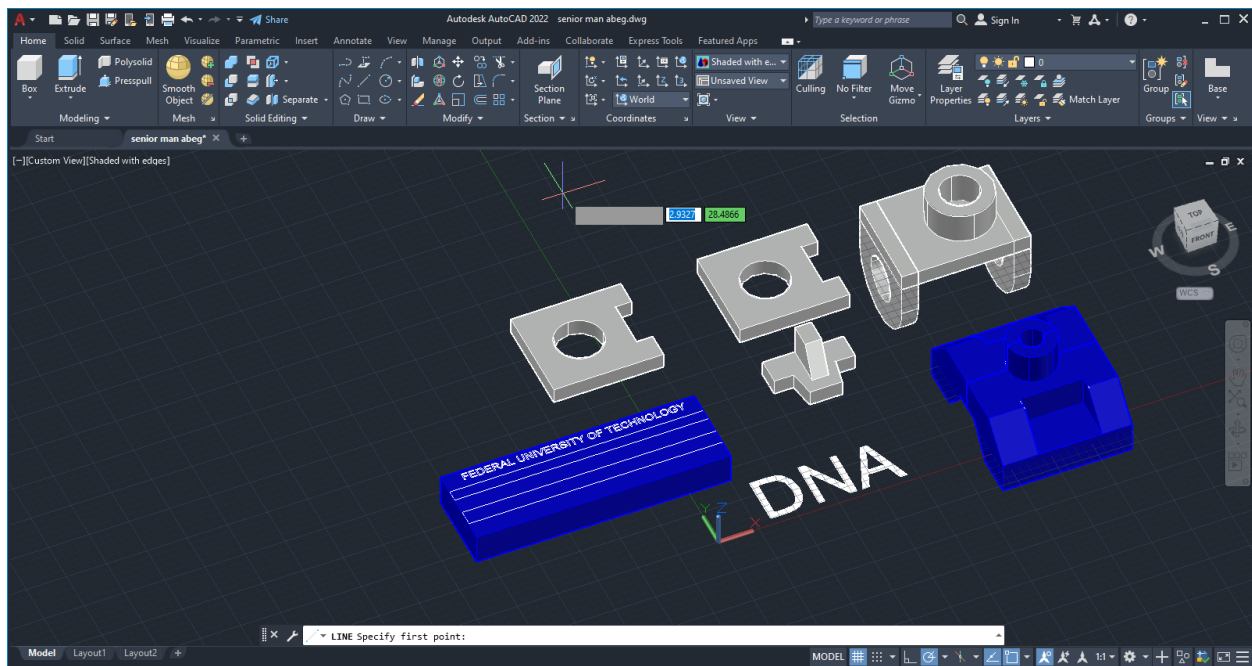 Share
Autodesk AutoCAD 2022 senior man abeg.dwg
Type a keyword or phrase
Sign In
Home Solid Surface Mesh Visualize Parametric Insert Annotate View Manage Output Add-ins Collaborate Express Tools Featured Apps
Box
Extrude
Polysolid
Presspull
Smooth
Object
Separate
Section
Plane
World
Shaded with e...
Unsaved View
Culling
No Filter
Move
Gizmo
Layer
Properties
0
Match Layer
Group
Base
Modeling Mesh Solid Editing Draw Modify Section Coordinates View Selection Layers Groups View
Start senior man abeg* +
[−][Custom View][Shaded with edges]
2.9327 28.4866
TOP
FRONT
W
S
E
WCS
FEDERAL UNIVERSITY OF TECHNOLOGY
DNA
Y Z X
LINE Specify first point:
Model Layout1 Layout2 +
MODEL 1:1